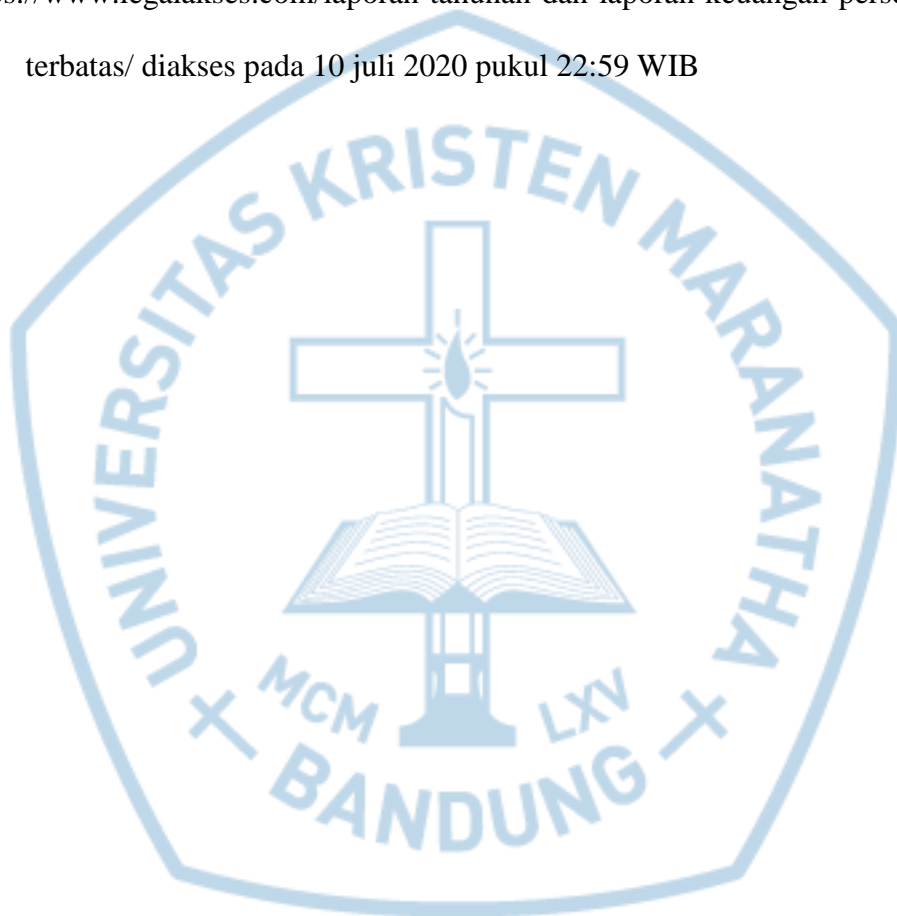 terbatas/ diakses pada 10 juli 2020 pukul 22:59 WIB
UNIVERSITAS KRISTEN MARANATHA
MCM LXV
BANDUNG